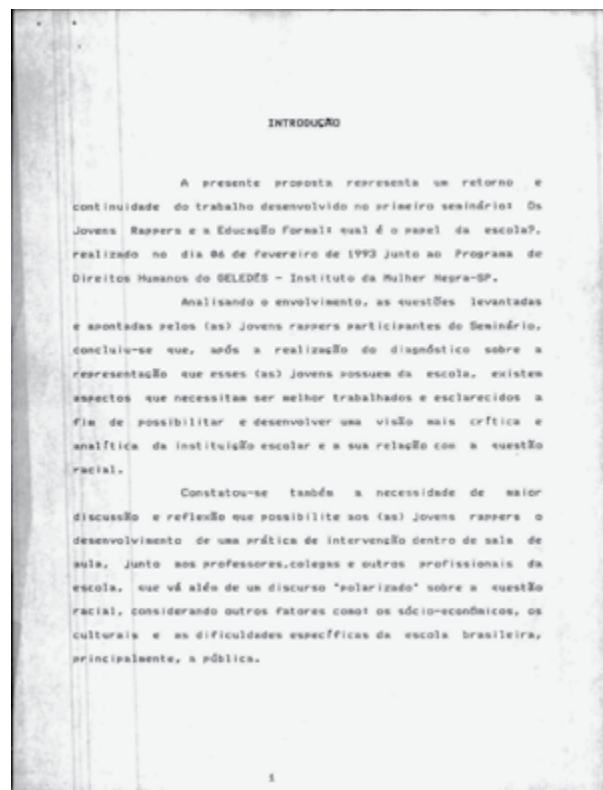 INTRODUÇÃO
A presente proposta representa um retorno e
continuidade do trabalho desenvolvido no primeiro seminário: Os
Jovens Rappers e a Educação Formal: qual é o papel da escola?,
realizado no dia 06 de fevereiro de 1993 junto ao Programa de
Direitos Humanos do GELEDÉS - Instituto da Mulher Negra-SP.
Analisando o envolvimento, as questões levantadas
e apontadas pelos (as) jovens rappers participantes do Seminário,
concluiu-se que, após a realização do diagnóstico sobre a
representação que esses (as) jovens possuem da escola, existem
aspectos que necessitam ser melhor trabalhados e esclarecidos a
fim de possibilitar e desenvolver uma visão mais crítica e
analítica da instituição escolar e a sua relação com a questão
racial.
Constatou-se também a necessidade de maior
discussão e reflexão que possibilite aos (as) jovens rappers o
desenvolvimento de uma prática de intervenção dentro de sala de
aula, junto aos professores,colegas e outros profissionais da
escola, que vá além de um discurso "polarizado" sobre a questão
racial, considerando outros fatores como: os sócio-econômicos, os
culturais e as dificuldades específicas da escola brasileira,
principalmente, a pública.
1